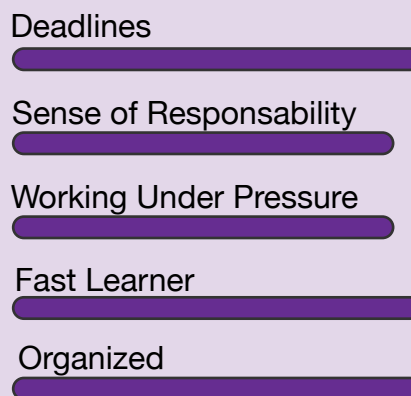 Deadlines
Sense of Responsability
Working Under Pressure
Fast Learner
Organized